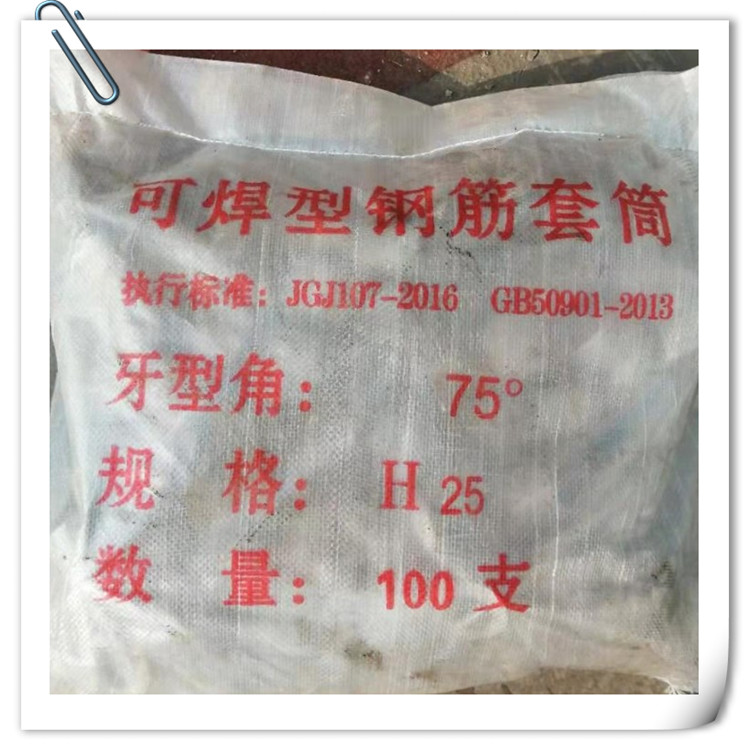 可焊型钢筋套筒
执行标准：JGJ107-2016 GB50901-2013
牙型角： 75°
规 格： H 25
数 量： 100 支